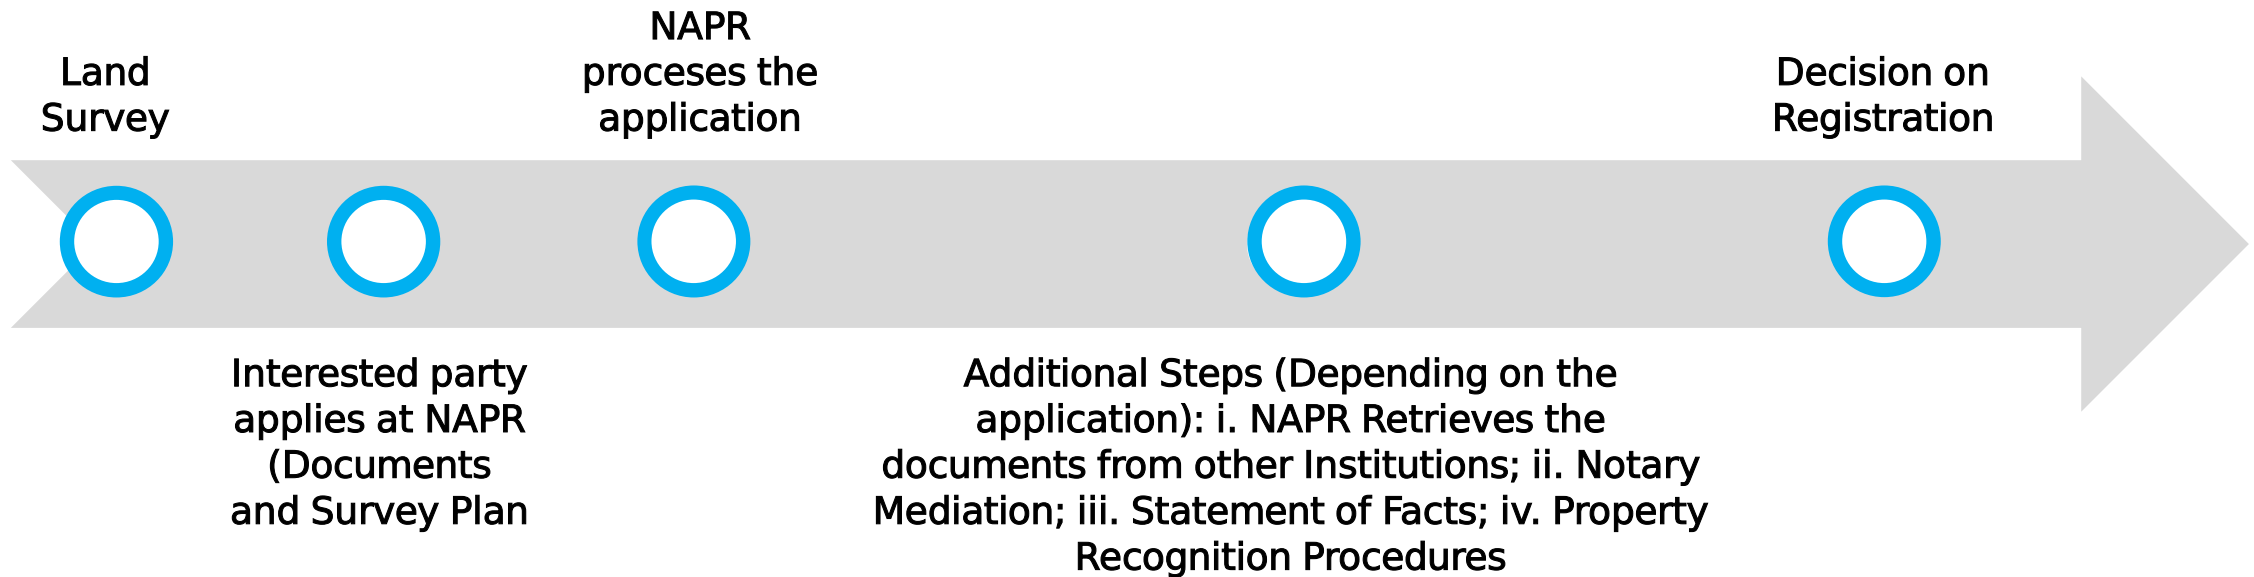 Land
Survey
Interested party
applies at NAPR
(Documents
and Survey Plan
NAPR
proceses the
application
Additional Steps (Depending on the
application): i. NAPR Retrieves the
documents from other Institutions; ii. Notary
Mediation; iii. Statement of Facts; iv. Property
Recognition Procedures
Decision on
Registration